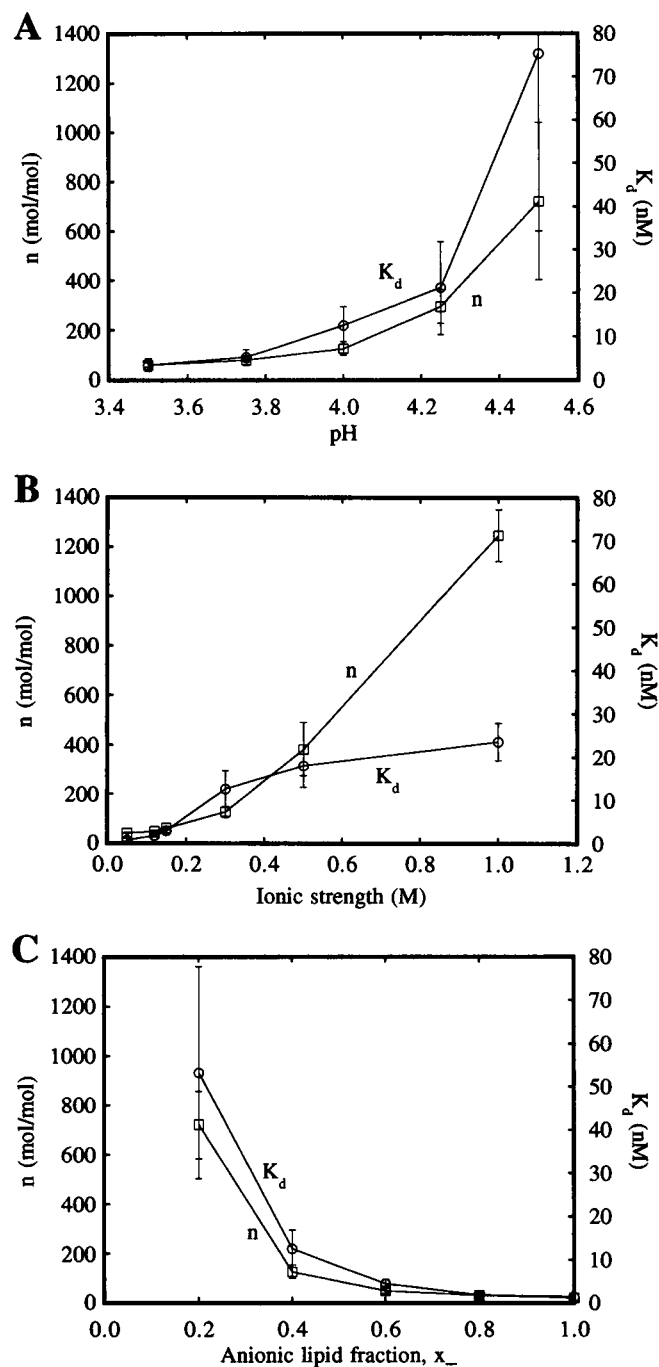 A
1400
1200
1000
800
600
400
200
0
n (mol/mol)
80
70
60
50
40
30
20
10
0
K_d (nM)
K_d
n
3.4 3.6 3.8 4.0 4.2 4.4 4.6
pH
B
1400
1200
1000
800
600
400
200
0
n (mol/mol)
80
70
60
50
40
30
20
10
0
K_d (nM)
n
K_d
0.0 0.2 0.4 0.6 0.8 1.0 1.2
Ionic strength (M)
C
1400
1200
1000
800
600
400
200
0
n (mol/mol)
80
70
60
50
40
30
20
10
0
K_d (nM)
K_d
n
0.0 0.2 0.4 0.6 0.8 1.0
Anionic lipid fraction, x_−